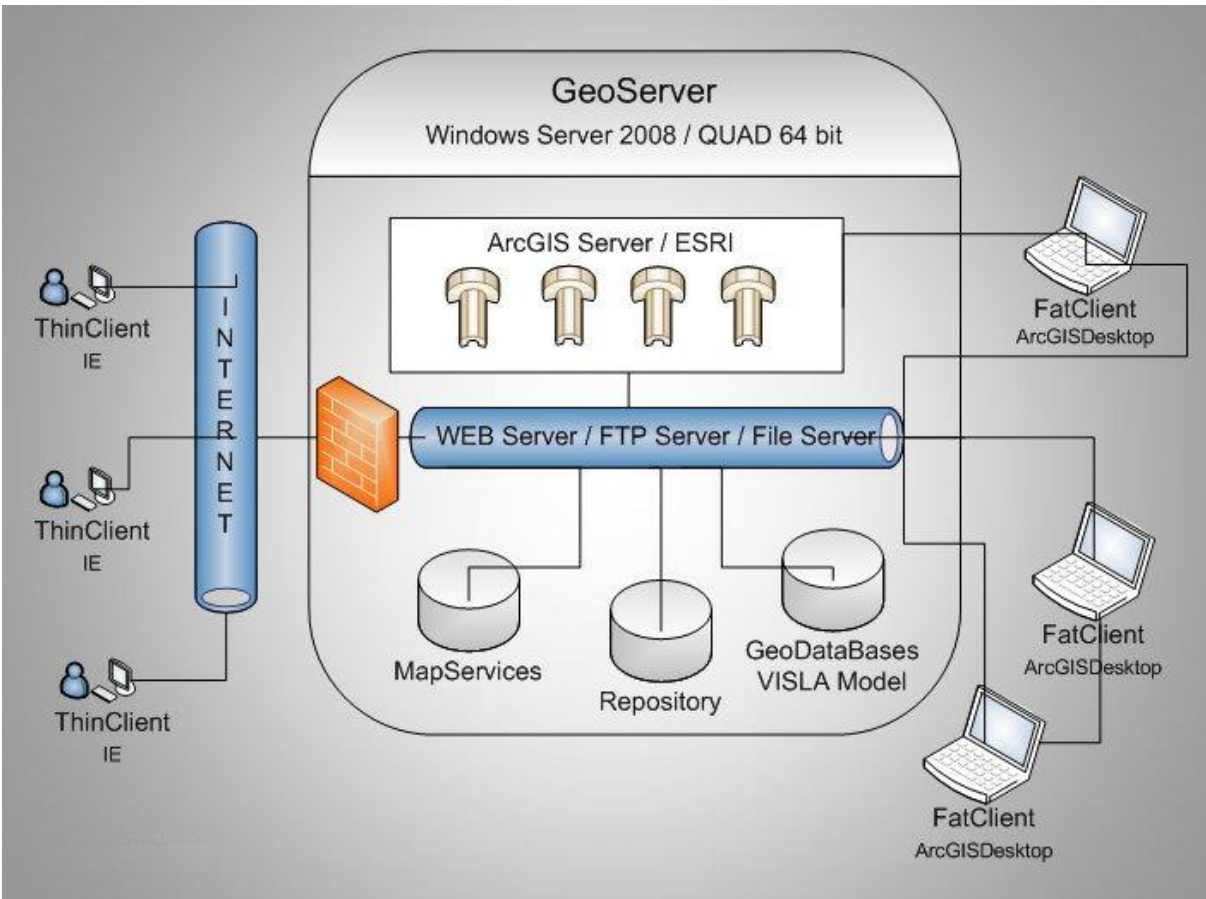 GeoServer
Windows Server 2008 / QUAD 64 bit
ArcGIS Server / ESRI
INTERNET
ThinClient
IE
FatClient
ArcGISDesktop
WEB Server / FTP Server / File Server
ThinClient
IE
MapServices
Repository
GeoDataBases
VISLA Model
FatClient
ArcGISDesktop
ThinClient
IE
FatClient
ArcGISDesktop